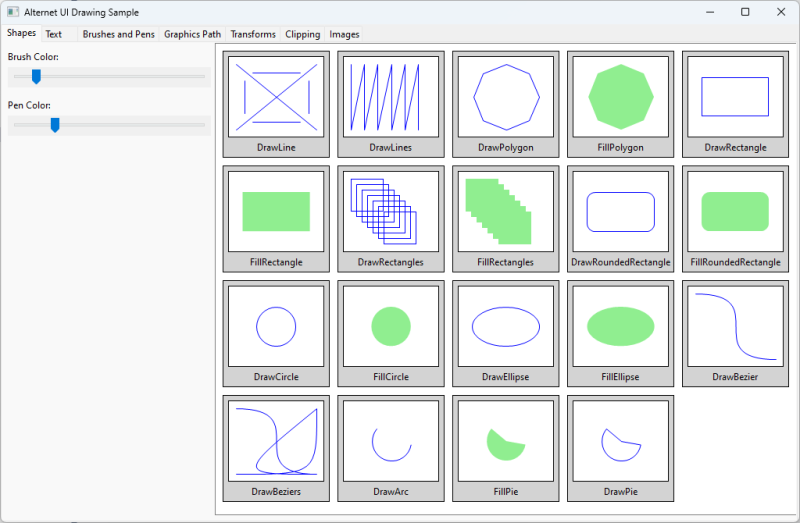 Alternet UI Drawing Sample
Shapes Text Brushes and Pens Graphics Path Transforms Clipping Images
Brush Color:
Pen Color:
DrawLine DrawLines DrawPolygon FillPolygon DrawRectangle
FillRectangle DrawRectangles FillRectangles DrawRoundedRectangle FillRoundedRectangle
DrawCircle FillCircle DrawEllipse FillEllipse DrawBezier
DrawBeziers DrawArc FillPie DrawPie